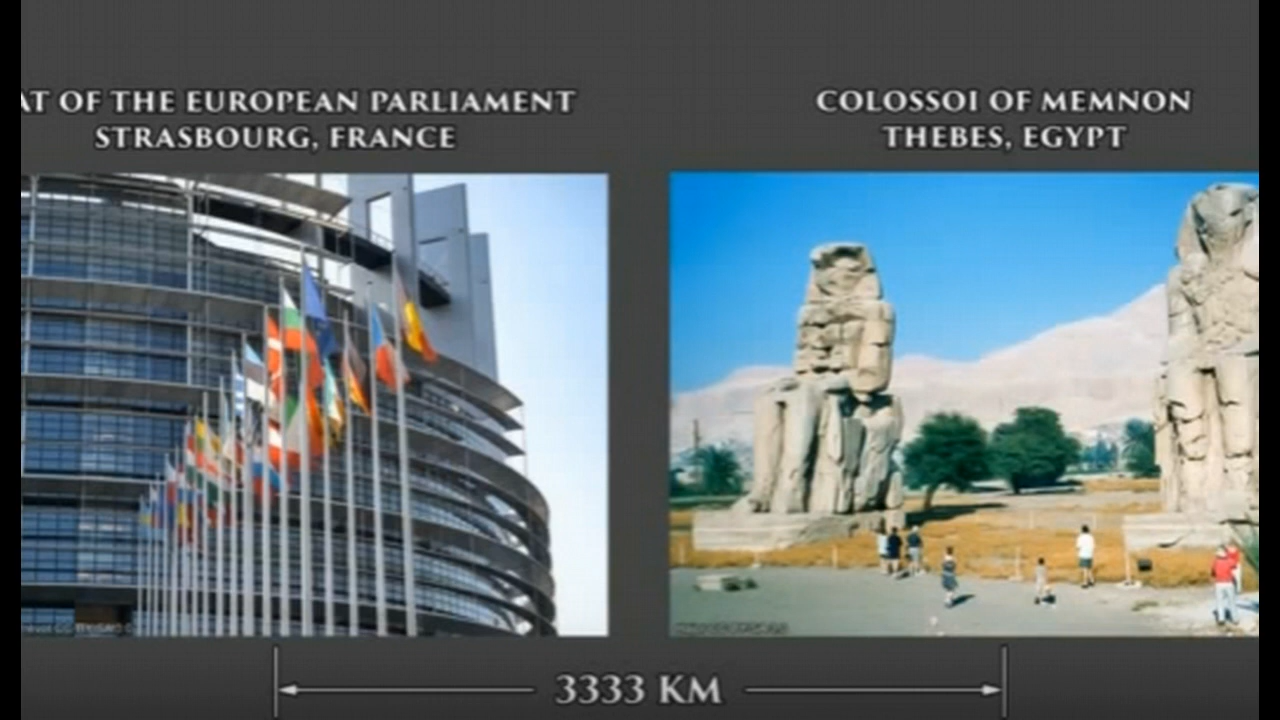 AT OF THE EUROPEAN PARLIAMENT
STRASBOURG, FRANCE
COLOSSOI OF MEMNON
THEBES, EGYPT
3333 KM